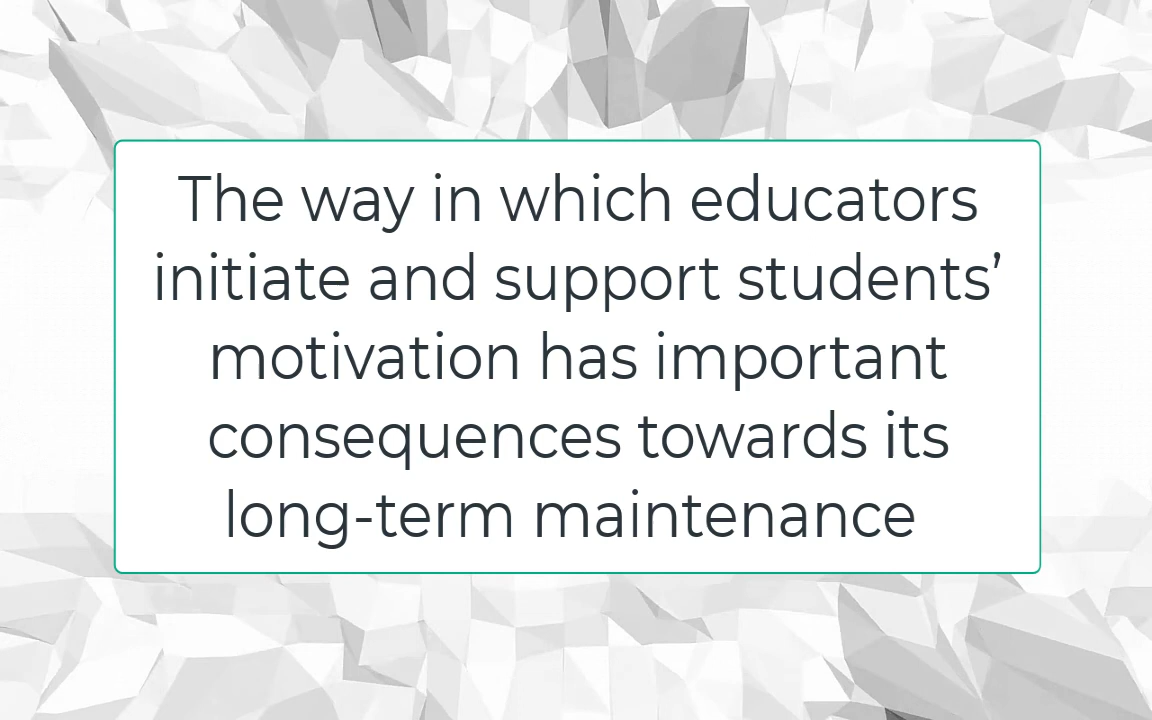 The way in which educators
initiate and support students’
motivation has important
consequences towards its
long-term maintenance